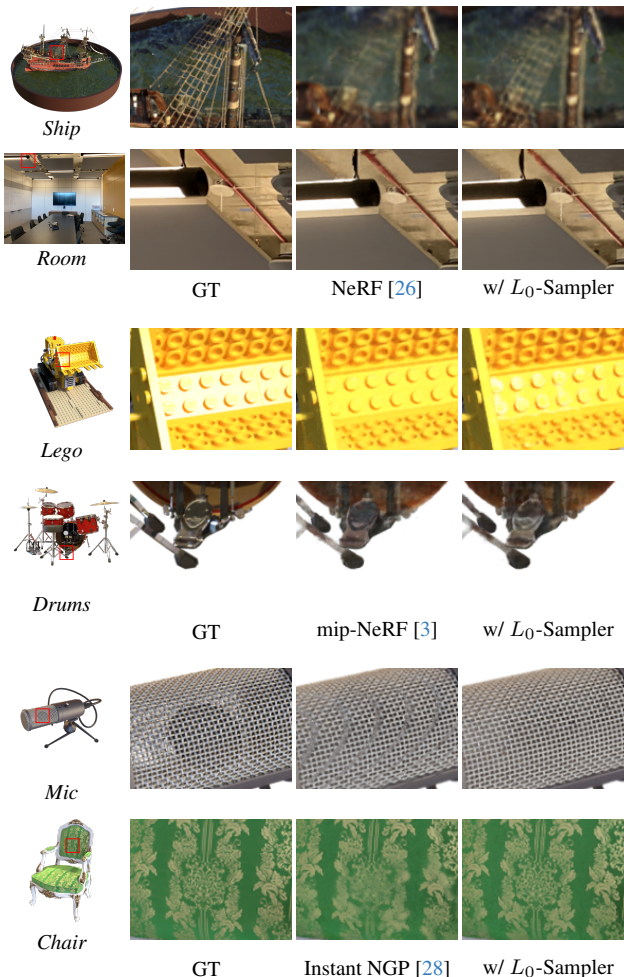 Ship
Room
GT NeRF [26] w/ L0-Sampler
Lego
Drums
GT mip-NeRF [3] w/ L0-Sampler
Mic
Chair
GT Instant NGP [28] w/ L0-Sampler